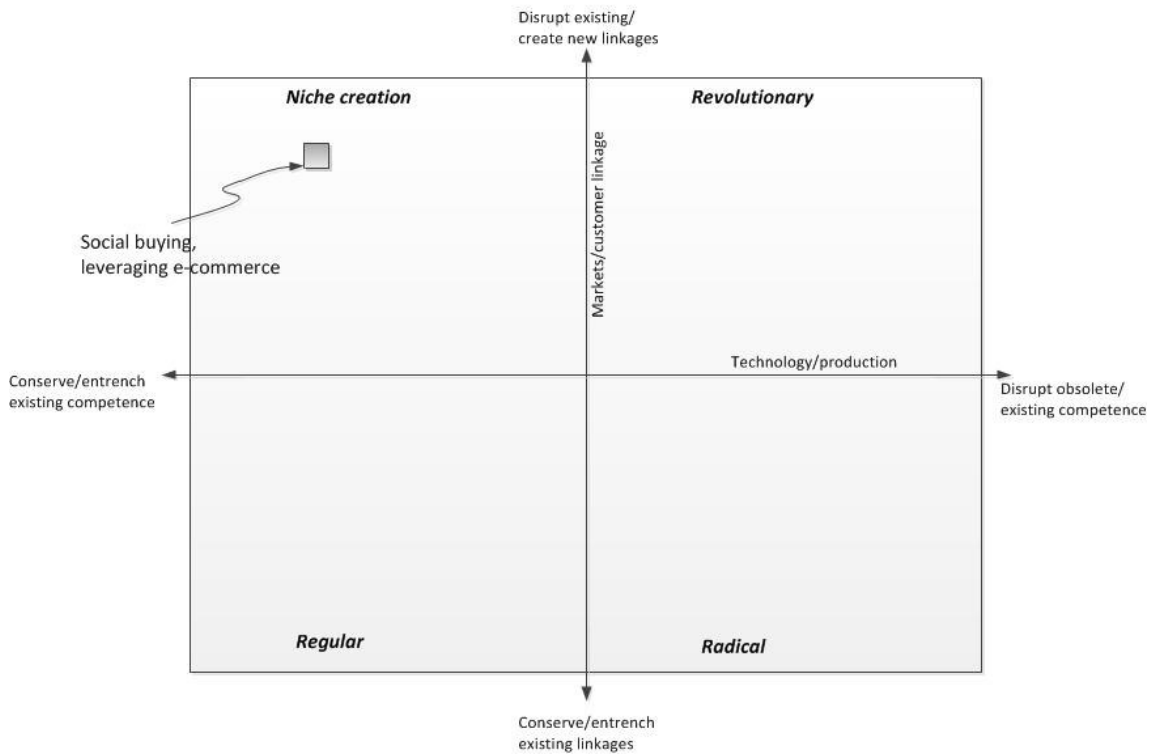 Disrupt existing/
create new linkages
Niche creation
Revolutionary
Markets/customer linkage
Social buying,
leveraging e-commerce
Technology/production
Conserve/entrench
existing competence
Disrupt obsolete/
existing competence
Regular
Radical
Conserve/entrench
existing linkages